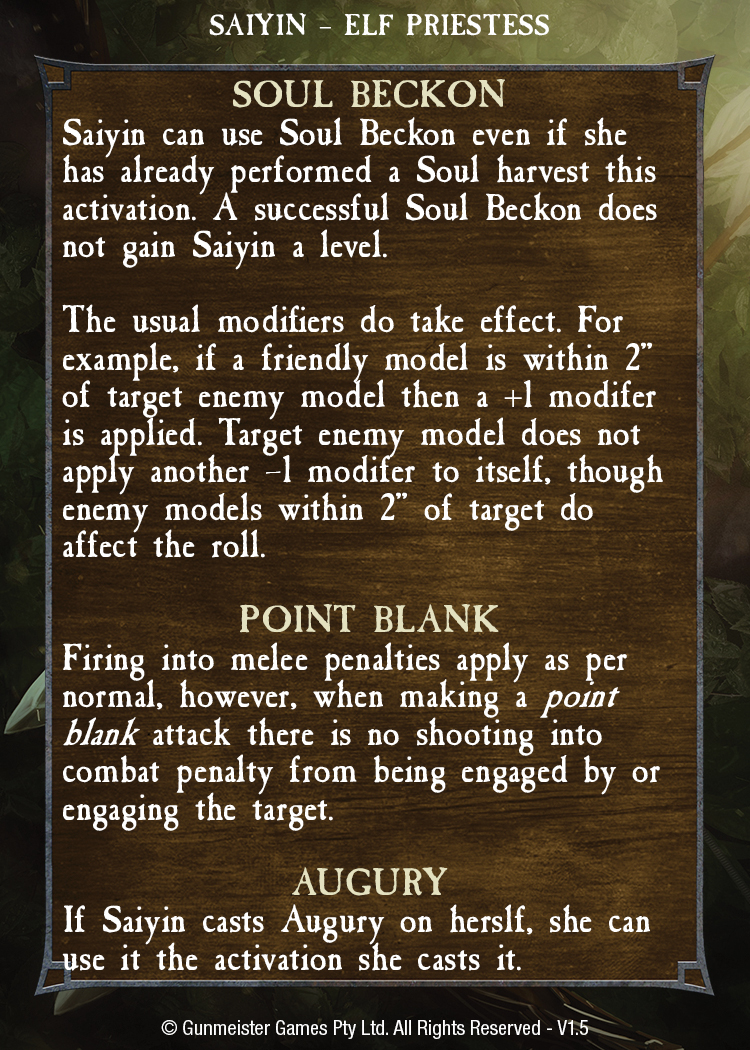 SAIYIN – ELF PRIESTESS
SOUL BECKON
Saiyin can use Soul Beckon even if she
has already performed a Soul harvest this
activation. A successful Soul Beckon does
not gain Saiyin a level.
The usual modifiers do take effect. For
example, if a friendly model is within 2”
of target enemy model then a +1 modifer
is applied. Target enemy model does not
apply another –1 modifer to itself, though
enemy models within 2” of target do
affect the roll.
POINT BLANK
Firing into melee penalties apply as per
normal, however, when making a point
blank attack there is no shooting into
combat penalty from being engaged by or
engaging the target.
AUGURY
If Saiyin casts Augury on herslf, she can
use it the activation she casts it.
© Gunmeister Games Pty Ltd. All Rights Reserved - V1.5